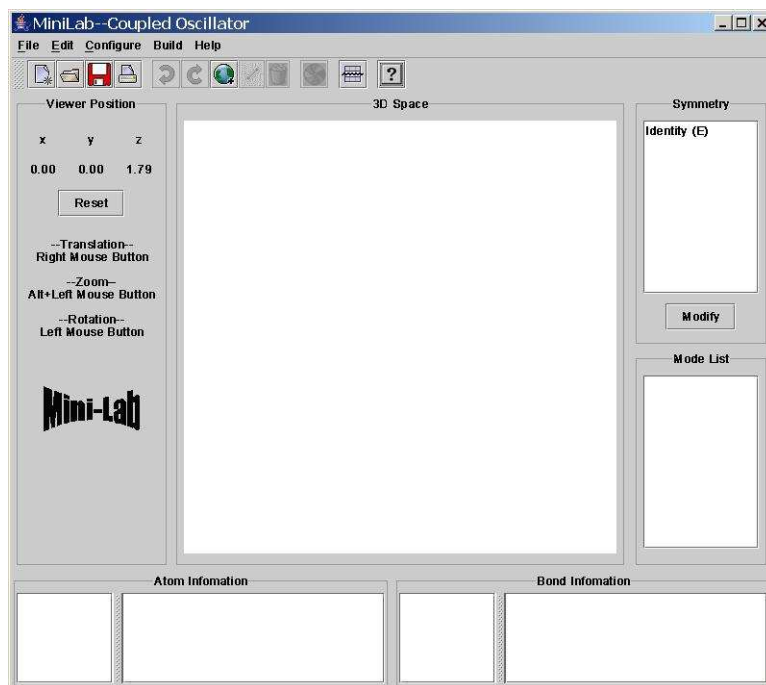 MiniLab--Coupled Oscillator
File Edit Configure Build Help
?
Viewer Position
x y z
0.00 0.00 1.79
Reset
--Translation--
Right Mouse Button
--Zoom--
Alt+Left Mouse Button
--Rotation--
Left Mouse Button
Mini-Lab
3D Space
Symmetry
Identity (E)
Modify
Mode List
Atom Infomation
Bond Infomation